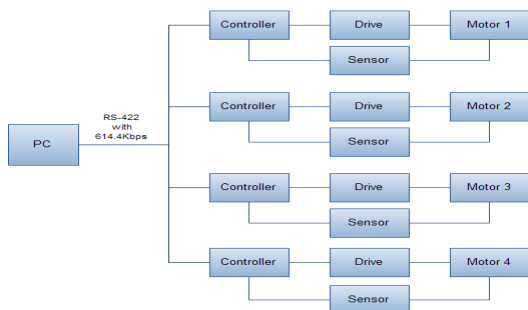 Controller Drive Motor 1
Sensor
RS-422
with
614.4Kbps
Controller Drive Motor 2
Sensor
PC
Controller Drive Motor 3
Sensor
Controller Drive Motor 4
Sensor